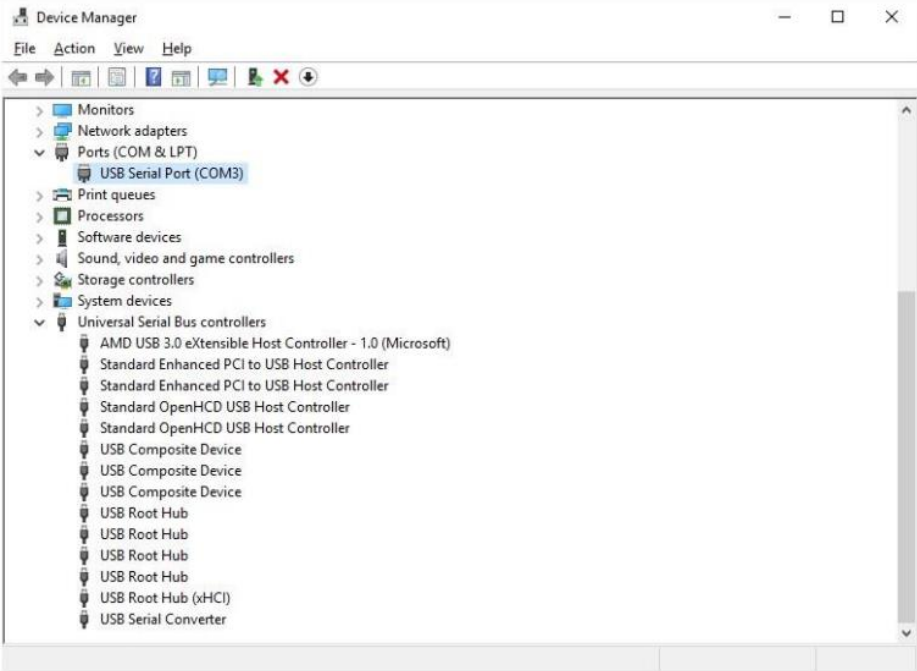 Device Manager
File Action View Help
Monitors
Network adapters
Ports (COM & LPT)
USB Serial Port (COM3)
Print queues
Processors
Software devices
Sound, video and game controllers
Storage controllers
System devices
Universal Serial Bus controllers
AMD USB 3.0 eXtensible Host Controller - 1.0 (Microsoft)
Standard Enhanced PCI to USB Host Controller
Standard Enhanced PCI to USB Host Controller
Standard OpenHCD USB Host Controller
Standard OpenHCD USB Host Controller
USB Composite Device
USB Composite Device
USB Composite Device
USB Root Hub
USB Root Hub
USB Root Hub
USB Root Hub
USB Root Hub (xHCI)
USB Serial Converter